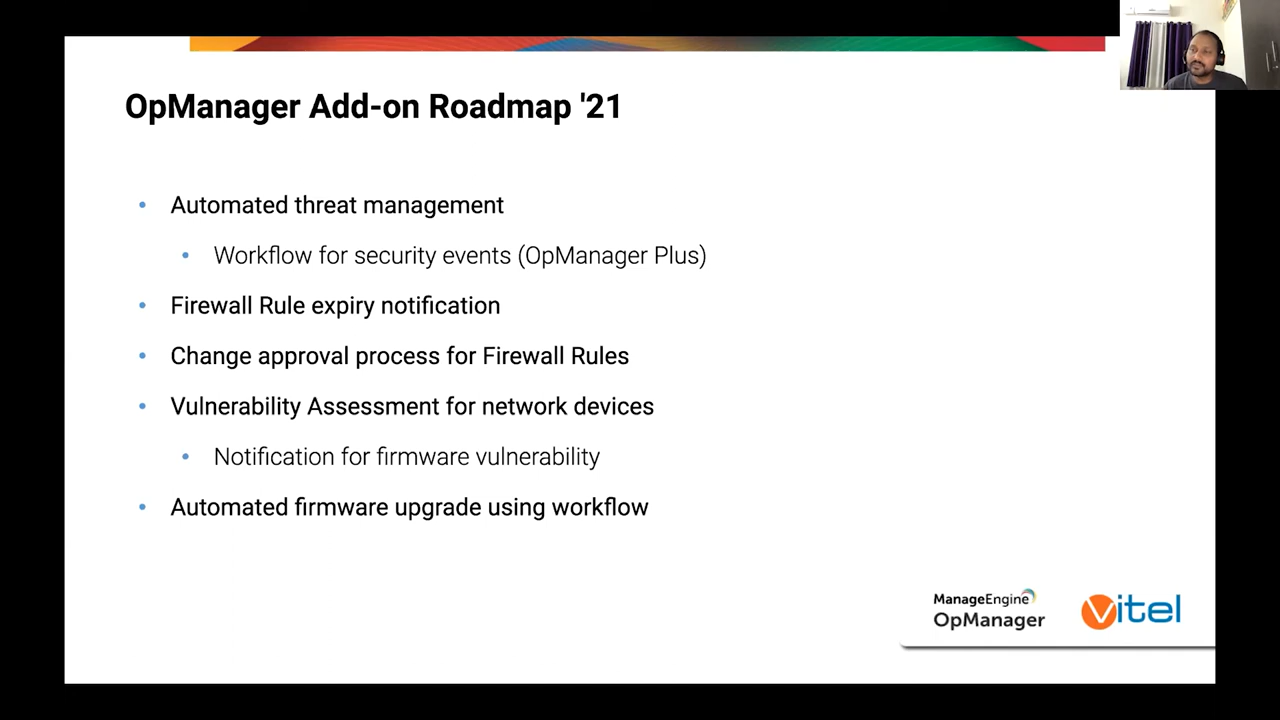 OpManager Add-on Roadmap '21
Automated threat management
Workflow for security events (OpManager Plus)
Firewall Rule expiry notification
Change approval process for Firewall Rules
Vulnerability Assessment for network devices
Notification for firmware vulnerability
Automated firmware upgrade using workflow
ManageEngine
OpManager
Vitel